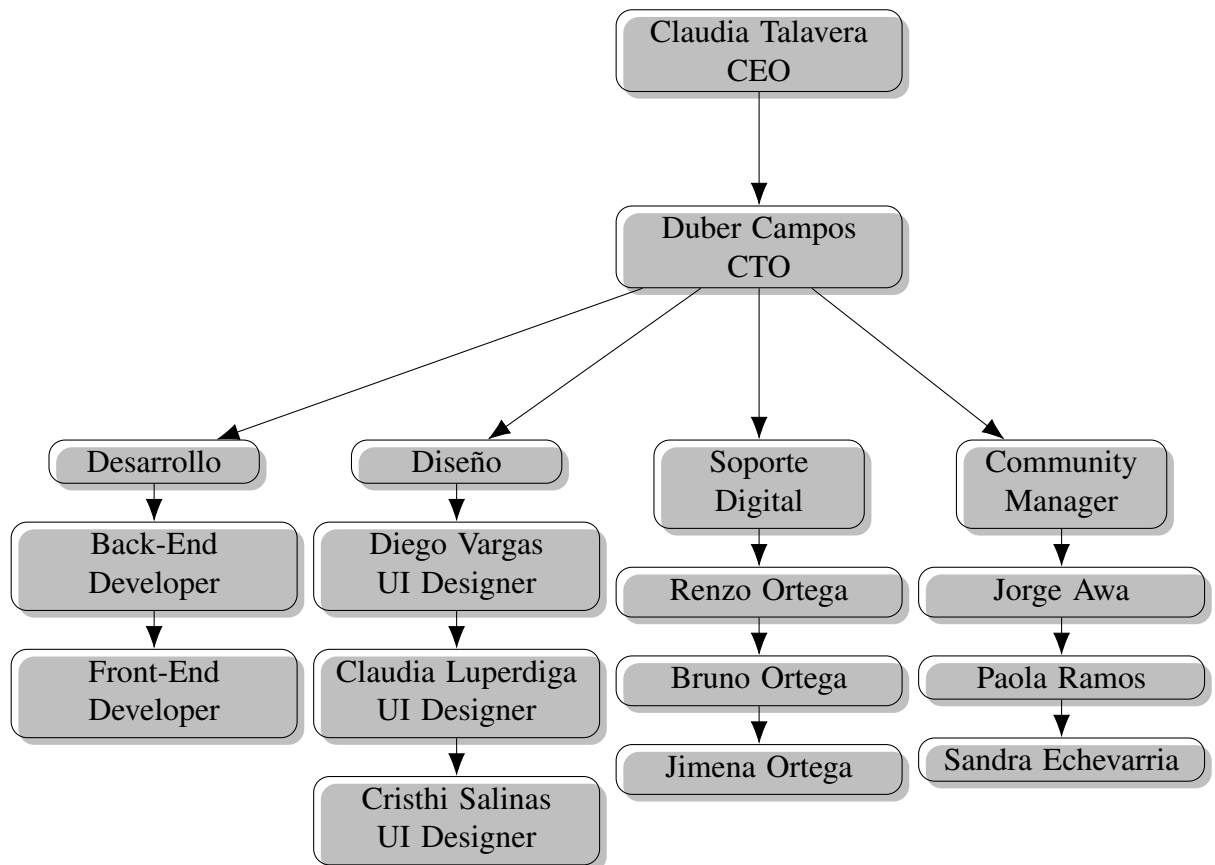 Claudia Talavera
CEO
Duber Campos
CTO
Desarrollo
Back-End
Developer
Front-End
Developer
Diseño
Diego Vargas
UI Designer
Claudia Luperdiga
UI Designer
Cristhi Salinas
UI Designer
Soporte
Digital
Renzo Ortega
Bruno Ortega
Jimena Ortega
Community
Manager
Jorge Awa
Paola Ramos
Sandra Echevarria